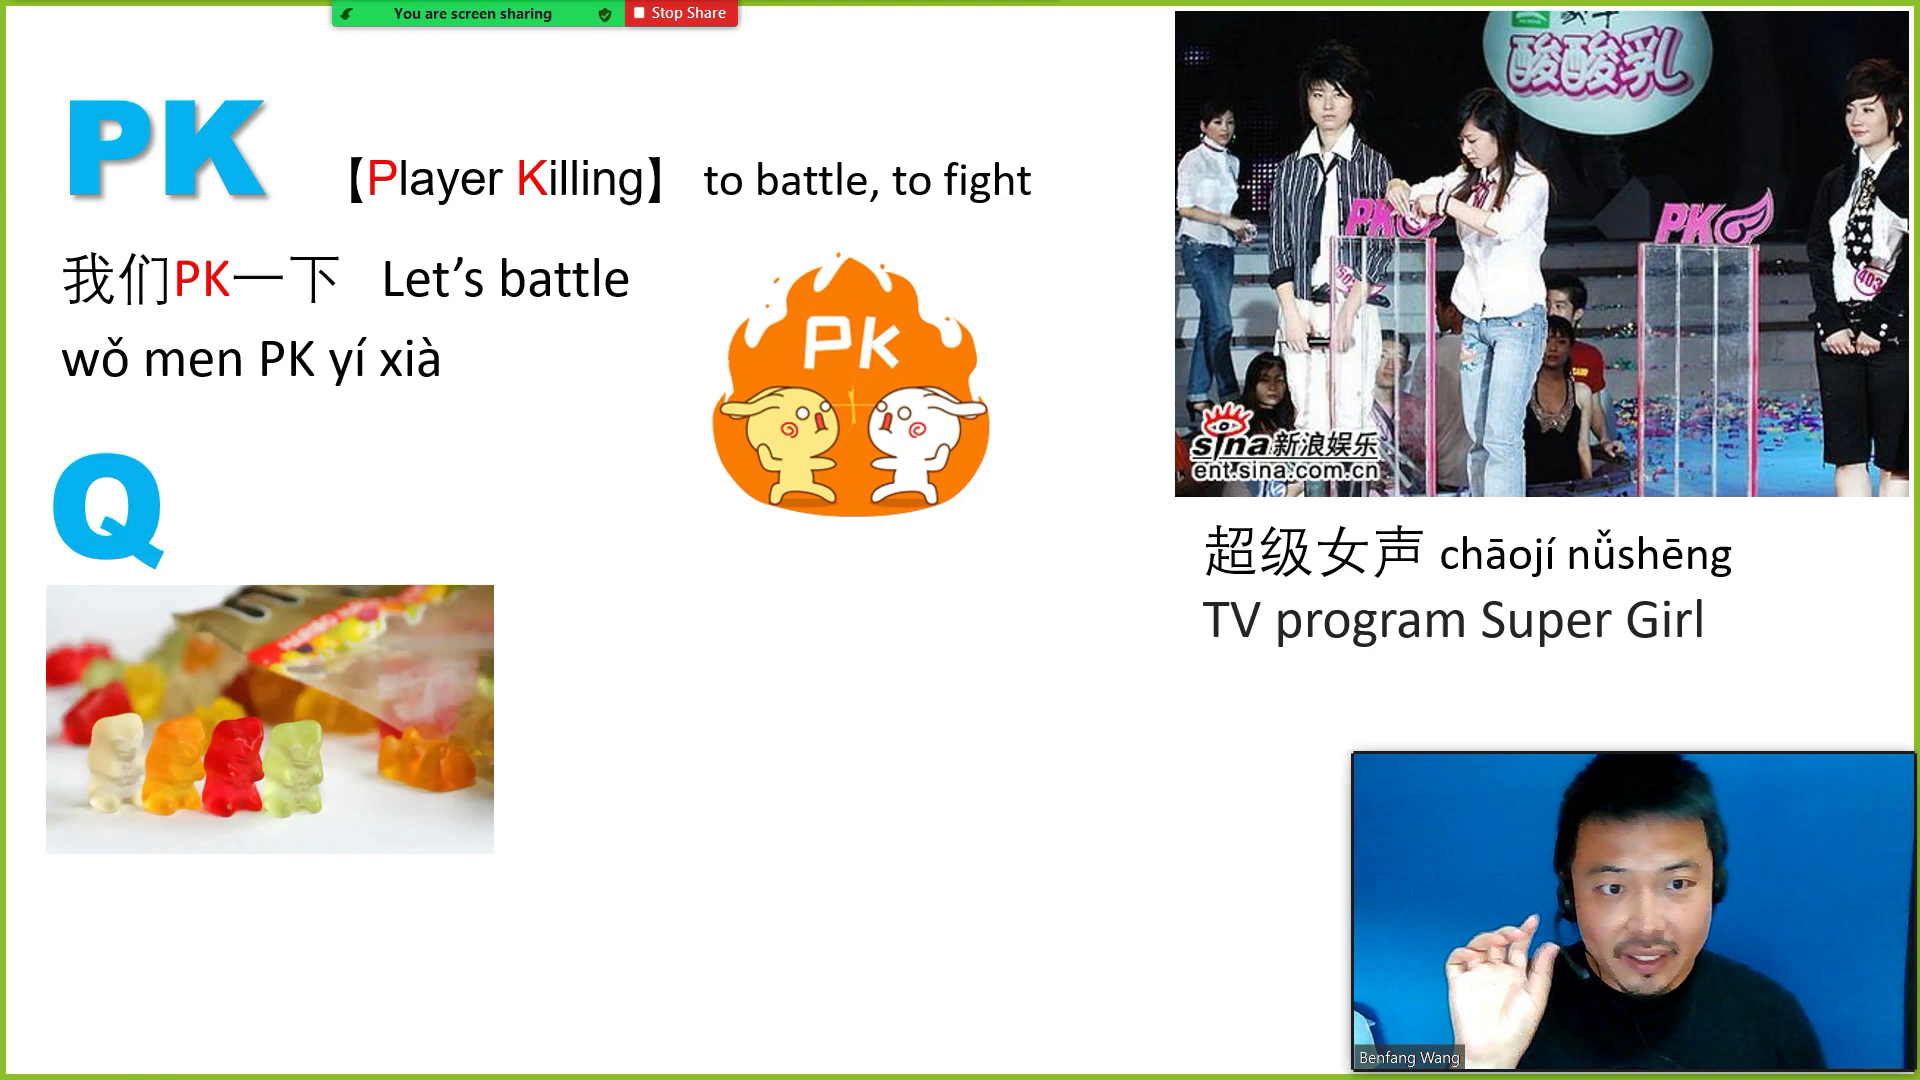 You are screen sharing
Stop Share
PK
【Player Killing】 to battle, to fight
我们PK一下 Let’s battle
wǒ men PK yí xià
PK
Q
酸酸乳
PK
PK
503
403
sina新浪娱乐
ent.sina.com.cn
超级女声 chāojí nǚshēng
TV program Super Girl
Benfang Wang